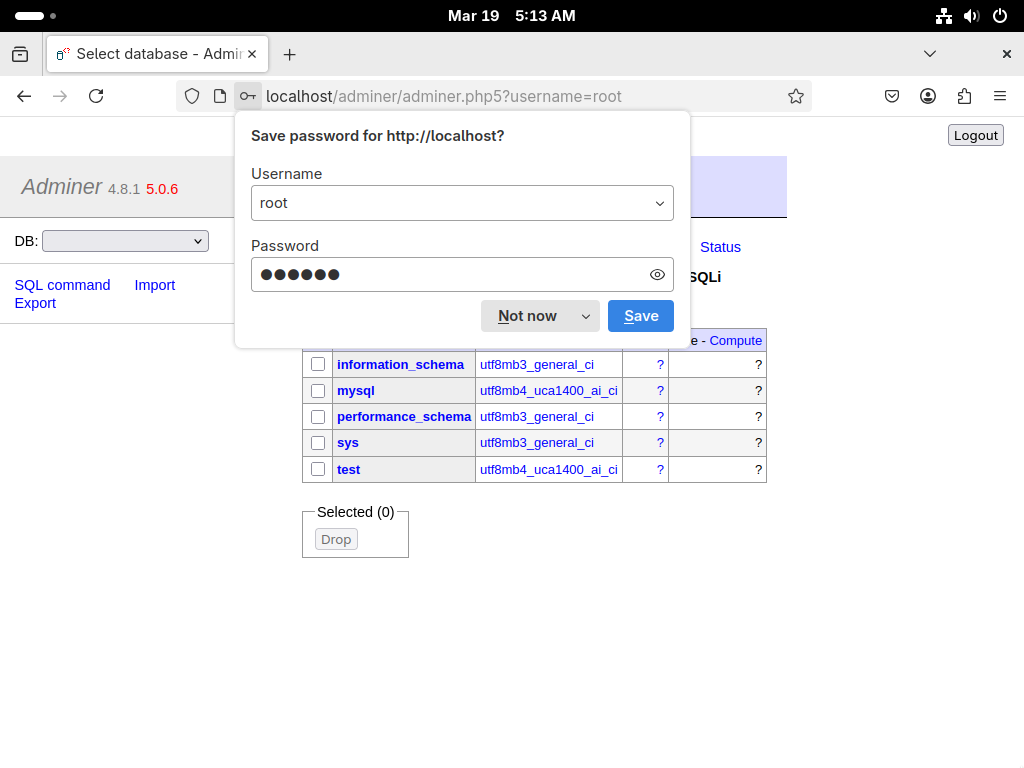 Mar 19 5:13 AM
Select database - Admin
localhost/adminer/adminer.php5?username=root
Save password for http://localhost?
Username
root
Password
●●●●●●
Not now
Save
Logout
Adminer 4.8.1 5.0.6
DB:
SQL command Import
Export
Status
SQLi
e - Compute
information_schema utf8mb3_general_ci ? ?
mysql utf8mb4_uca1400_ai_ci ? ?
performance_schema utf8mb3_general_ci ? ?
sys utf8mb3_general_ci ? ?
test utf8mb4_uca1400_ai_ci ? ?
Selected (0)
Drop